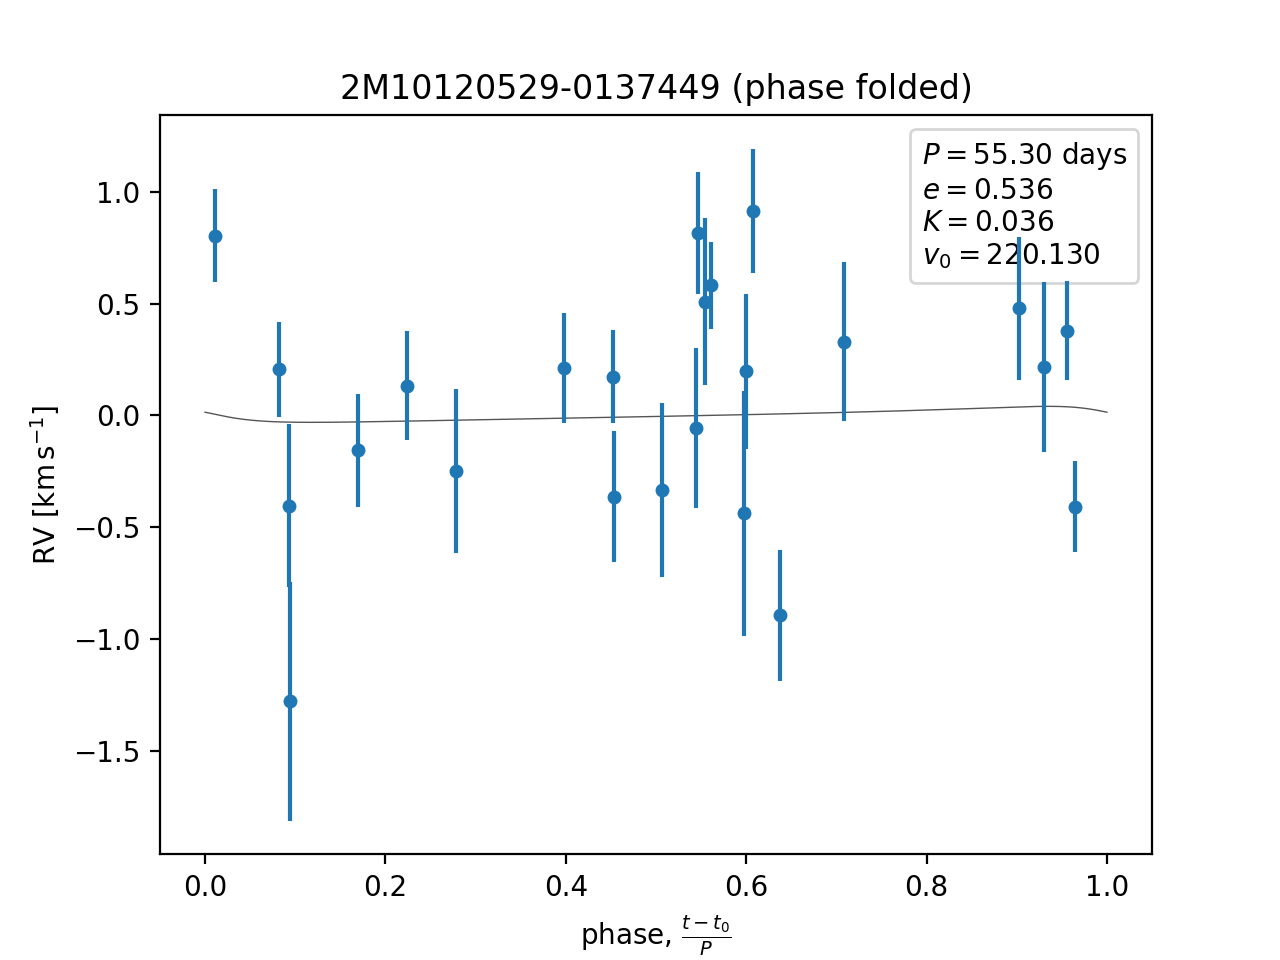 2M10120529-0137449 (phase folded)
P = 55.30 days
e = 0.536
K = 0.036
v₀ = 220.130
1.0
0.5
0.0
−0.5
−1.0
−1.5
RV [km s⁻¹]
0.0 0.2 0.4 0.6 0.8 1.0
phase, (t − t₀)/P